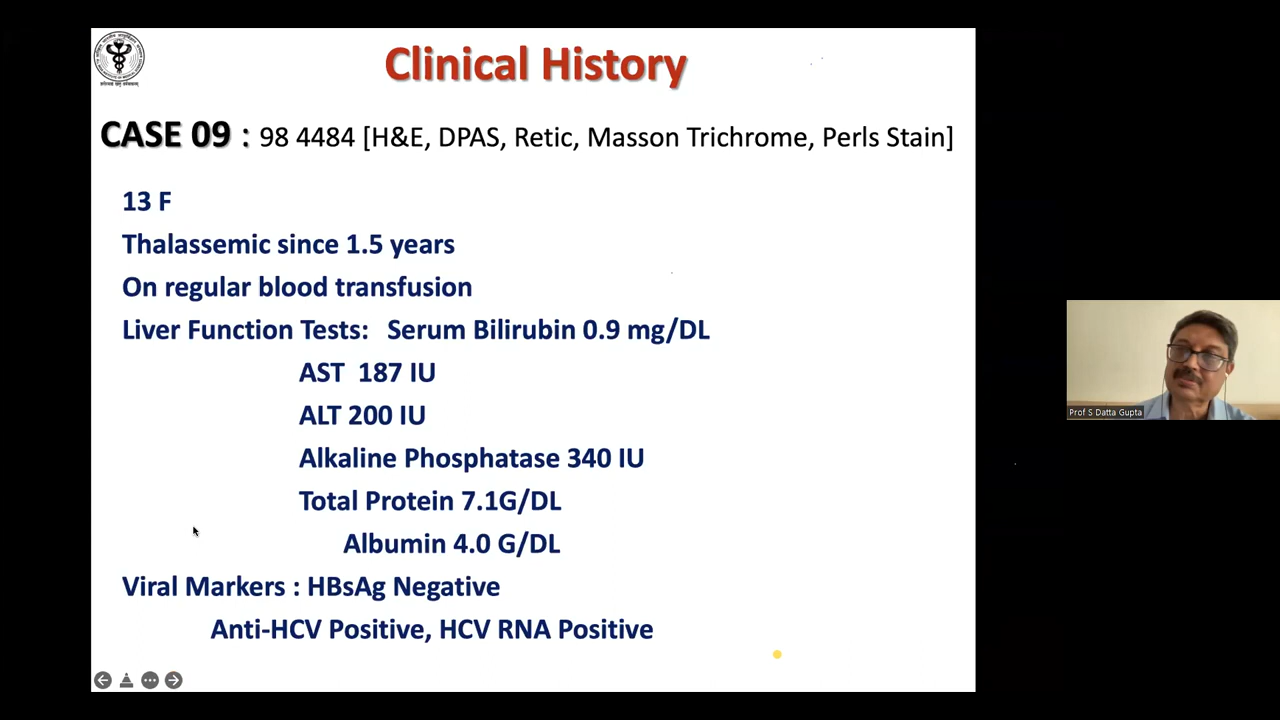 Clinical History
CASE 09 : 98 4484 [H&E, DPAS, Retic, Masson Trichrome, Perls Stain]
13 F
Thalassemic since 1.5 years
On regular blood transfusion
Liver Function Tests: Serum Bilirubin 0.9 mg/DL
AST 187 IU
ALT 200 IU
Alkaline Phosphatase 340 IU
Total Protein 7.1G/DL
Albumin 4.0 G/DL
Viral Markers : HBsAg Negative
Anti-HCV Positive, HCV RNA Positive
Prof S Datta Gupta